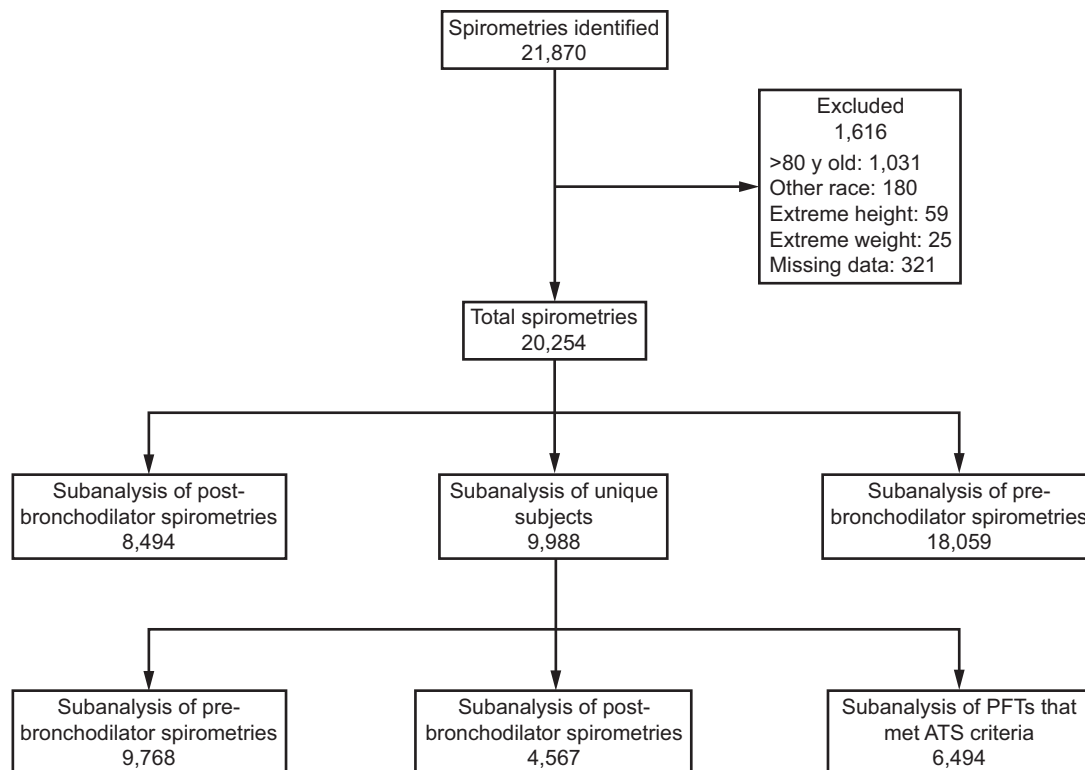 Spirometries identified
21,870
Excluded
1,616
>80 y old: 1,031
Other race: 180
Extreme height: 59
Extreme weight: 25
Missing data: 321
Total spirometries
20,254
Subanalysis of post-
bronchodilator spirometries
8,494
Subanalysis of unique
subjects
9,988
Subanalysis of pre-
bronchodilator spirometries
18,059
Subanalysis of pre-
bronchodilator spirometries
9,768
Subanalysis of post-
bronchodilator spirometries
4,567
Subanalysis of PFTs that
met ATS criteria
6,494